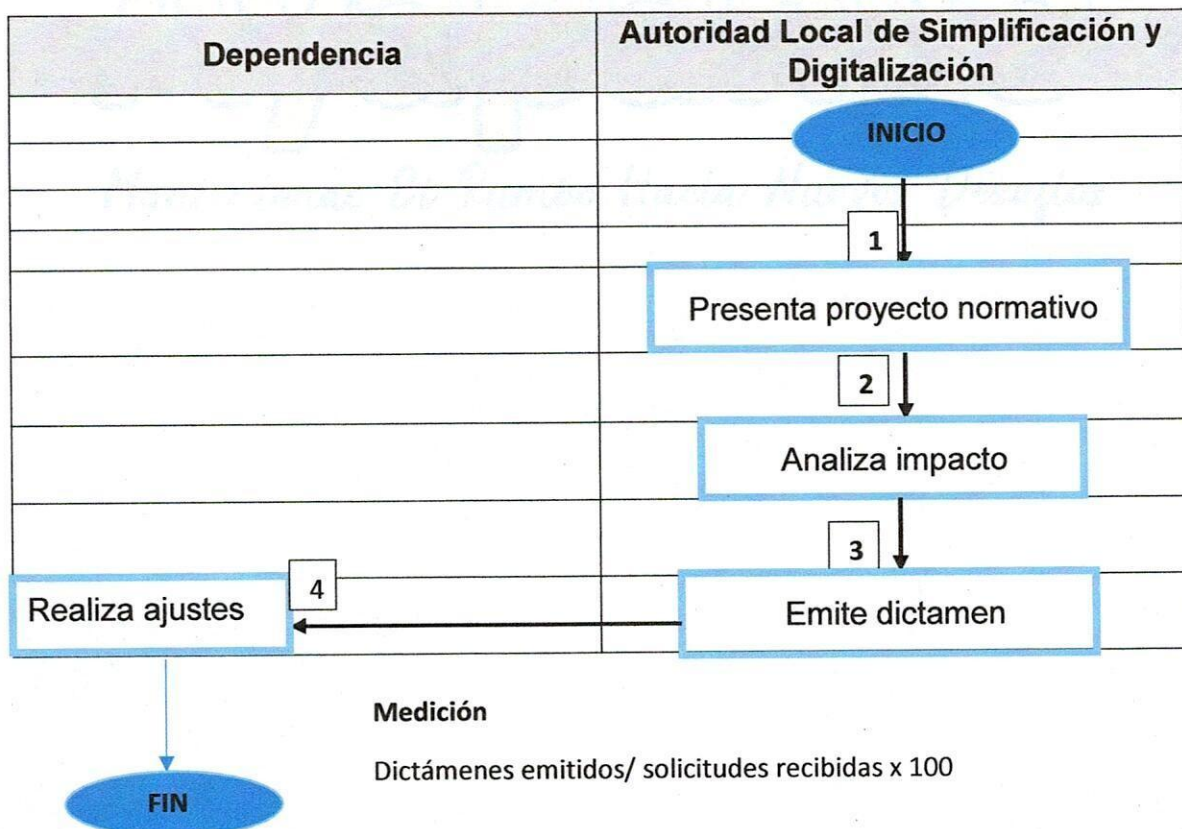 Dependencia
Autoridad Local de Simplificación y
Digitalización
INICIO
1
Presenta proyecto normativo
2
Analiza impacto
3
Emite dictamen
4
Realiza ajustes
Medición
Dictámenes emitidos/ solicitudes recibidas x 100
FIN